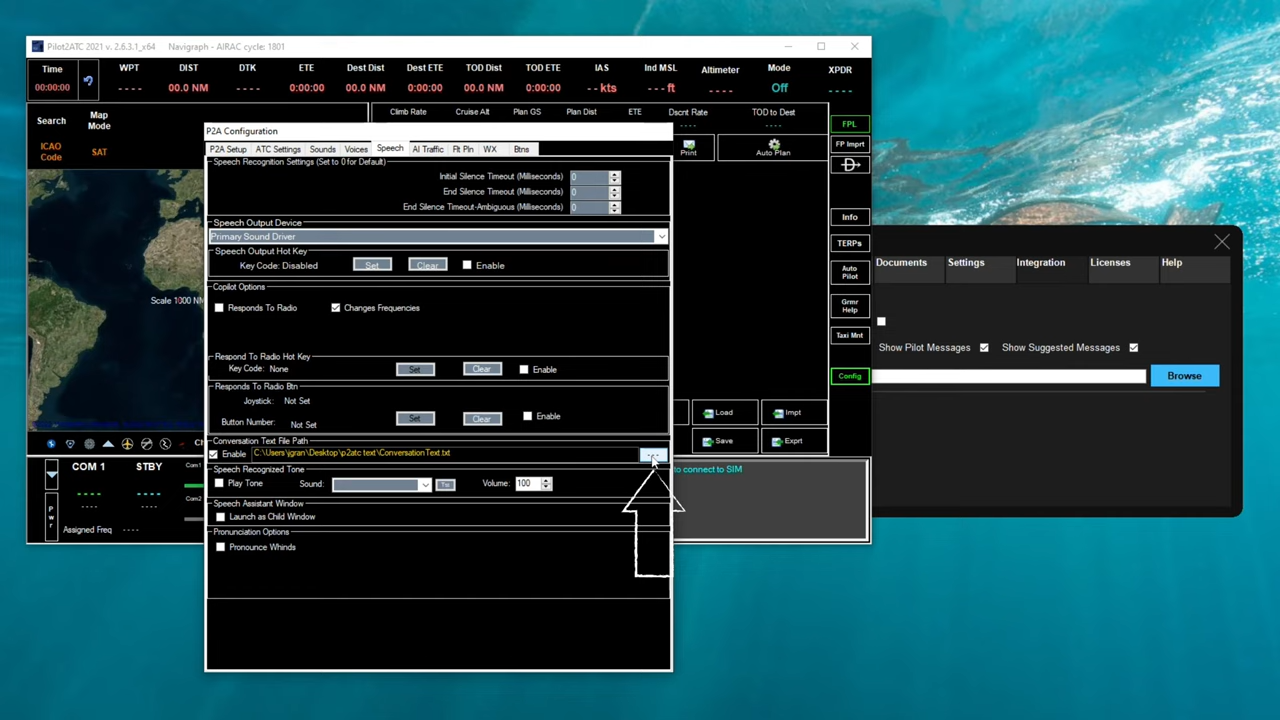 Pilot2ATC 2021 v. 2.6.3.1_x64 Navigraph - AIRAC cycle: 1801
Time WPT DIST DTK ETE Dest Dist Dest ETE TOD Dist TOD ETE IAS Ind MSL Altimeter Mode XPDR
00:00:00 ---- 00.0 NM ---- 0:00:00 00.0 NM 0:00:00 00.0 NM 0:00:00 -- kts --- ft ---- Off ----
Climb Rate Cruise Alt Plan GS Plan Dist ETE Dscnt Rate TOD to Dest
---- ----
Search Map Mode
ICAO Code SAT
FPL
FP Imprt
D
Print Auto Plan
P2A Configuration
P2A Setup ATC Settings Sounds Voices Speech AI Traffic Flt Pln WX Btns
Speech Recognition Settings (Set to 0 for Default)
Initial Silence Timeout (Milliseconds) 0
End Silence Timeout (Milliseconds) 0
End Silence Timeout-Ambiguous (Milliseconds) 0
Speech Output Device
Primary Sound Driver
Speech Output Hot Key
Key Code: Disabled Set Clear Enable
Copilot Options
Responds To Radio Changes Frequencies
Respond To Radio Hot Key
Key Code: None Set Clear Enable
Responds To Radio Btn
Joystick: Not Set
Button Number: Not Set Set Clear Enable
Conversation Text File Path
Enable C:\Users\jgran\Desktop\p2atc text\ConversationText.txt ...
Speech Recognized Tone
Play Tone Sound: Volume: 100
Speech Assistant Window
Launch as Child Window
Pronunciation Options
Pronounce Whinds
Scale 1000 NM
Info
TERPs
Auto Pilot
Grmr Help
Taxi Mnt
Config
Load Impt
Save Exprt
to connect to SIM
COM 1 STBY Com1
---- ----
Com2
Pwr
Assigned Freq ----
Documents Settings Integration Licenses Help
Show Pilot Messages Show Suggested Messages
Browse